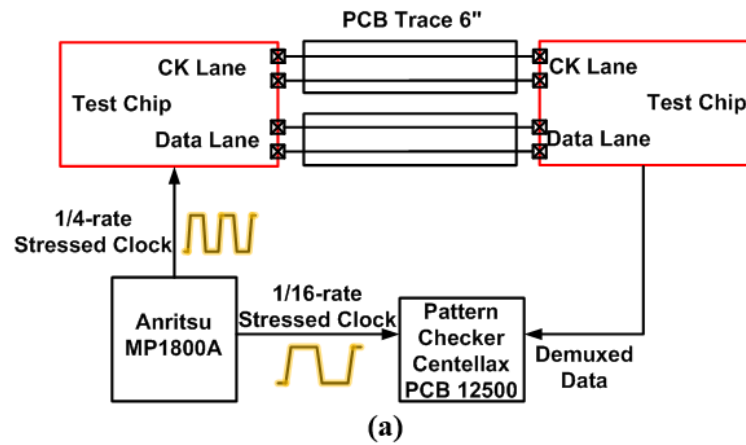 PCB Trace 6"
CK Lane
Test Chip
Data Lane
CK Lane
Test Chip
Data Lane
1/4-rate
Stressed Clock
1/16-rate
Stressed Clock
Anritsu
MP1800A
Pattern
Checker
Centellax
PCB 12500
Demuxed
Data
(a)